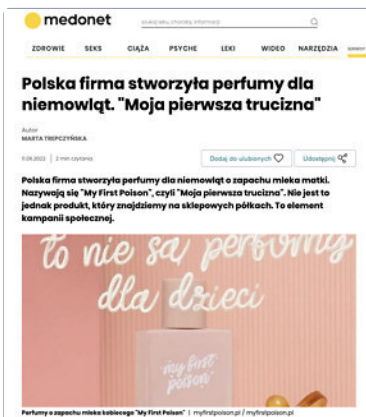 medonet
ZDROWIE SEKS CIĄŻA PSYCHE LEKI WIDEO NARZĘDZIA
Polska firma stworzyła perfumy dla
niemowląt. "Moja pierwsza trucizna"
Autor
MARTA TREPCZYŃSKA
2 min czytania
Dodaj do ulubionych
Udostępnij
Polska firma stworzyła perfumy dla niemowląt o zapachu mleka matki.
Nazywają się "My First Poison", czyli "Moja pierwsza trucizna". Nie jest to
jednak produkt, który znajdziemy na sklepowych półkach. To element
kampanii społecznej.
to nie są perfumy
dla dzieci
my first
poison
Perfumy o zapachu mleka kobiecego "My First Poison" | myfirstpoison.pl / myfirstpoison.pl